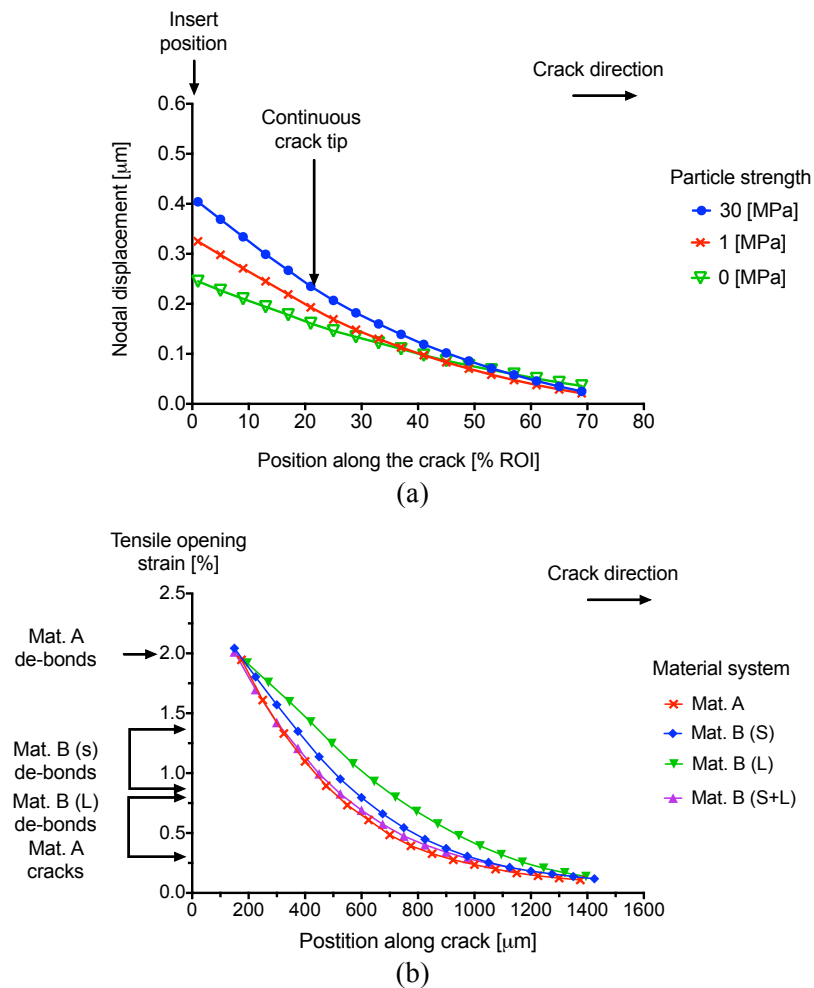 Insert
position
Crack direction
Continuous
crack tip
Nodal displacement [μm]
0.6
0.5
0.4
0.3
0.2
0.1
0.0
0 10 20 30 40 50 60 70 80
Position along the crack [% ROI]
Particle strength
30 [MPa]
1 [MPa]
0 [MPa]
(a)
Tensile opening
strain [%]
Crack direction
2.5
2.0
1.5
1.0
0.5
0.0
Mat. A
de-bonds
Mat. B (s)
de-bonds
Mat. B (L)
de-bonds
Mat. A
cracks
0 200 400 600 800 1000 1200 1400 1600
Postition along crack [μm]
Material system
Mat. A
Mat. B (S)
Mat. B (L)
Mat. B (S+L)
(b)